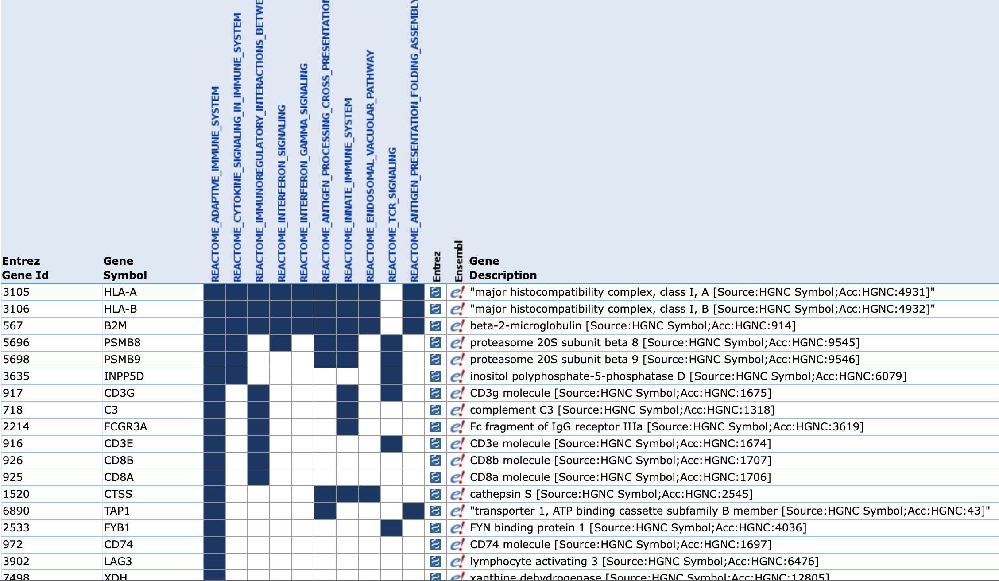 REACTOME_ADAPTIVE_IMMUNE_SYSTEM
REACTOME_CYTOKINE_SIGNALING_IN_IMMUNE_SYSTEM
REACTOME_IMMUNOREGULATORY_INTERACTIONS_BETWE
REACTOME_INTERFERON_SIGNALING
REACTOME_INTERFERON_GAMMA_SIGNALING
REACTOME_ANTIGEN_PROCESSING_CROSS_PRESENTATION
REACTOME_INNATE_IMMUNE_SYSTEM
REACTOME_ENDOSOMAL_VACUOLAR_PATHWAY
REACTOME_TCR_SIGNALING
REACTOME_ANTIGEN_PRESENTATION_FOLDING_ASSEMBLY
Entrez
Ensembl
Entrez Gene Id
Gene Symbol
Gene Description
3105 HLA-A e! "major histocompatibility complex, class I, A [Source:HGNC Symbol;Acc:HGNC:4931]"
3106 HLA-B e! "major histocompatibility complex, class I, B [Source:HGNC Symbol;Acc:HGNC:4932]"
567 B2M e! beta-2-microglobulin [Source:HGNC Symbol;Acc:HGNC:914]
5696 PSMB8 e! proteasome 20S subunit beta 8 [Source:HGNC Symbol;Acc:HGNC:9545]
5698 PSMB9 e! proteasome 20S subunit beta 9 [Source:HGNC Symbol;Acc:HGNC:9546]
3635 INPP5D e! inositol polyphosphate-5-phosphatase D [Source:HGNC Symbol;Acc:HGNC:6079]
917 CD3G e! CD3g molecule [Source:HGNC Symbol;Acc:HGNC:1675]
718 C3 e! complement C3 [Source:HGNC Symbol;Acc:HGNC:1318]
2214 FCGR3A e! Fc fragment of IgG receptor IIIa [Source:HGNC Symbol;Acc:HGNC:3619]
916 CD3E e! CD3e molecule [Source:HGNC Symbol;Acc:HGNC:1674]
926 CD8B e! CD8b molecule [Source:HGNC Symbol;Acc:HGNC:1707]
925 CD8A e! CD8a molecule [Source:HGNC Symbol;Acc:HGNC:1706]
1520 CTSS e! cathepsin S [Source:HGNC Symbol;Acc:HGNC:2545]
6890 TAP1 e! "transporter 1, ATP binding cassette subfamily B member [Source:HGNC Symbol;Acc:HGNC:43]"
2533 FYB1 e! FYN binding protein 1 [Source:HGNC Symbol;Acc:HGNC:4036]
972 CD74 e! CD74 molecule [Source:HGNC Symbol;Acc:HGNC:1697]
3902 LAG3 e! lymphocyte activating 3 [Source:HGNC Symbol;Acc:HGNC:6476]
7498 XDH e! xanthine dehydrogenase [Source:HGNC Symbol;Acc:HGNC:12805]